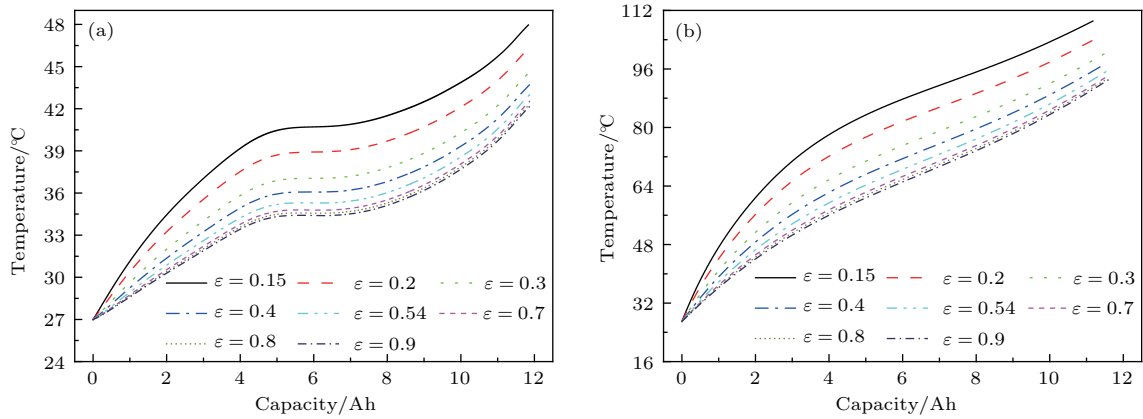 (a)
Temperature/℃
48
45
42
39
36
33
30
27
24
ε = 0.15 ε = 0.2 ε = 0.3
ε = 0.4 ε = 0.54 ε = 0.7
ε = 0.8 ε = 0.9
0 2 4 6 8 10 12
Capacity/Ah
(b)
Temperature/℃
112
96
80
64
48
32
16
ε = 0.15 ε = 0.2 ε = 0.3
ε = 0.4 ε = 0.54 ε = 0.7
ε = 0.8 ε = 0.9
0 2 4 6 8 10 12
Capacity/Ah